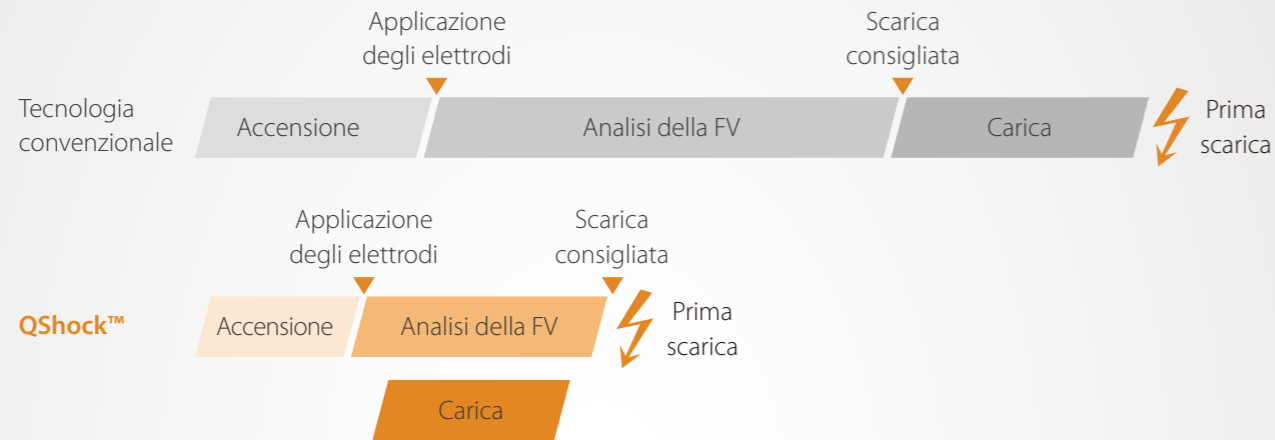 Applicazione
degli elettrodi
Scarica
consigliata
Tecnologia
convenzionale
Accensione
Analisi della FV
Carica
Prima
scarica
Applicazione
degli elettrodi
Scarica
consigliata
QShock™
Accensione
Analisi della FV
Prima
scarica
Carica